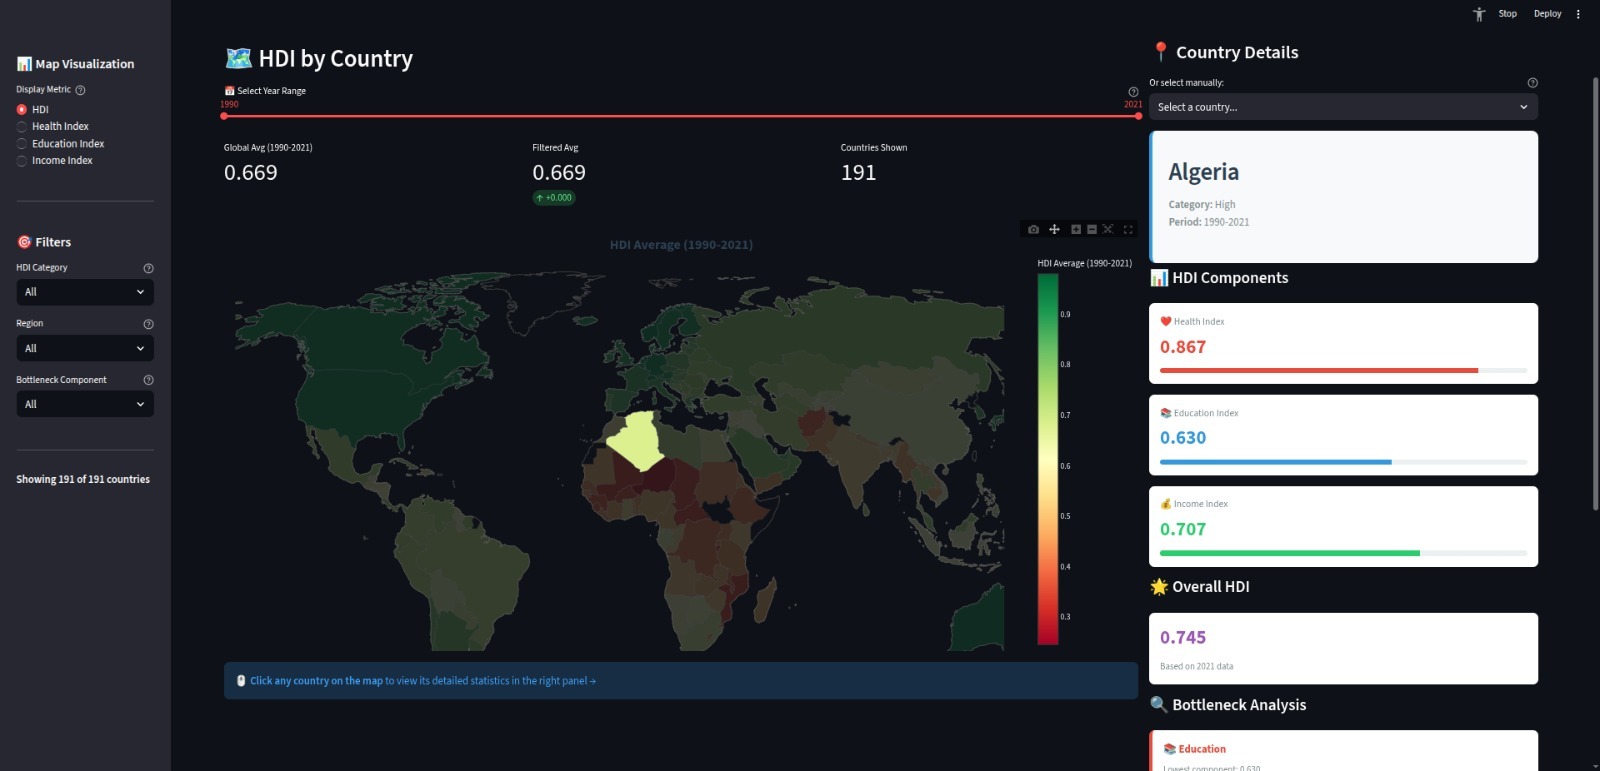 Stop
Deploy
Map Visualization
Display Metric
HDI
Health Index
Education Index
Income Index
Filters
HDI Category
All
Region
All
Bottleneck Component
All
Showing 191 of 191 countries
HDI by Country
Select Year Range
1990
2021
Global Avg (1990-2021)
0.669
Filtered Avg
0.669
↑ +0.000
Countries Shown
191
HDI Average (1990-2021)
HDI Average (1990-2021)
0.9
0.8
0.7
0.6
0.5
0.4
0.3
Click any country on the map to view its detailed statistics in the right panel →
Country Details
Or select manually:
Select a country...
Algeria
Category: High
Period: 1990-2021
HDI Components
Health Index
0.867
Education Index
0.630
Income Index
0.707
Overall HDI
0.745
Based on 2021 data
Bottleneck Analysis
Education
Lowest component: 0.630